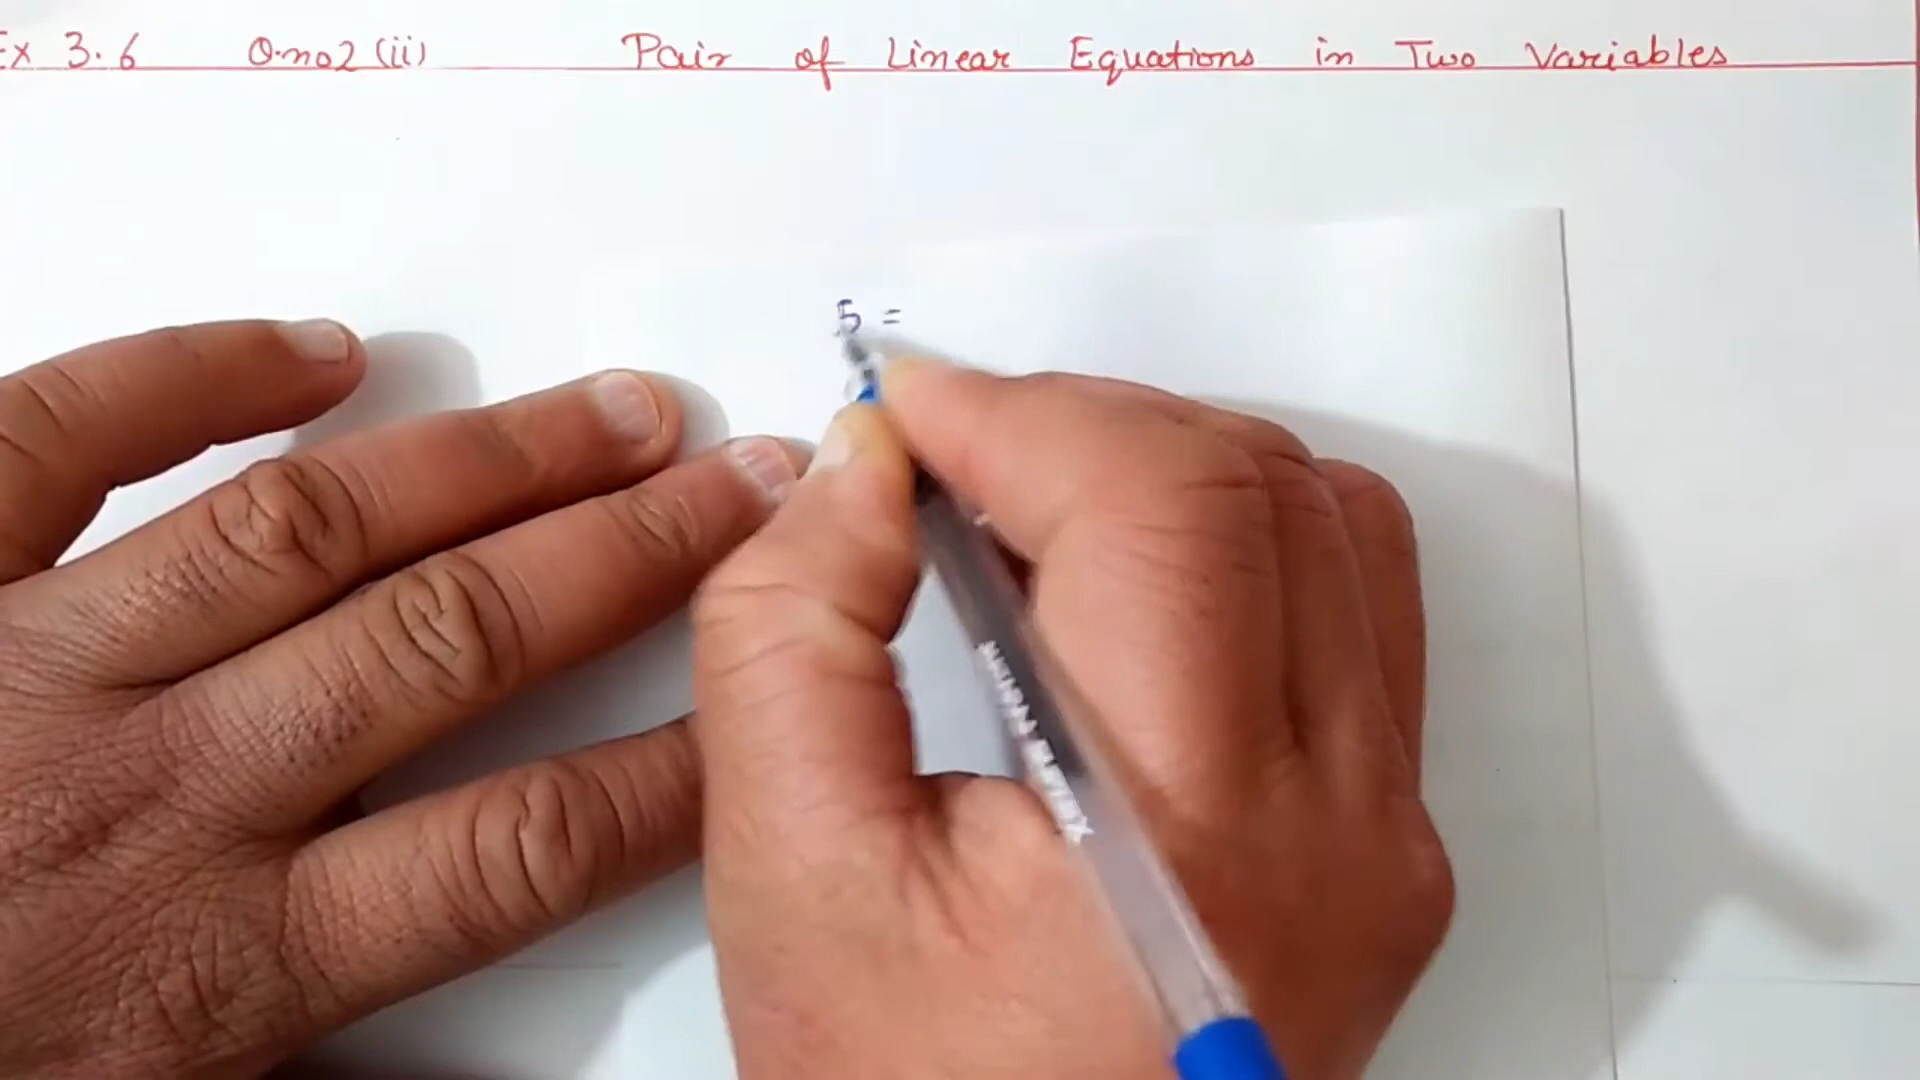 Ex 3.6 Q.no2 (ii) Pair of Linear Equations in Two Variables
5 =